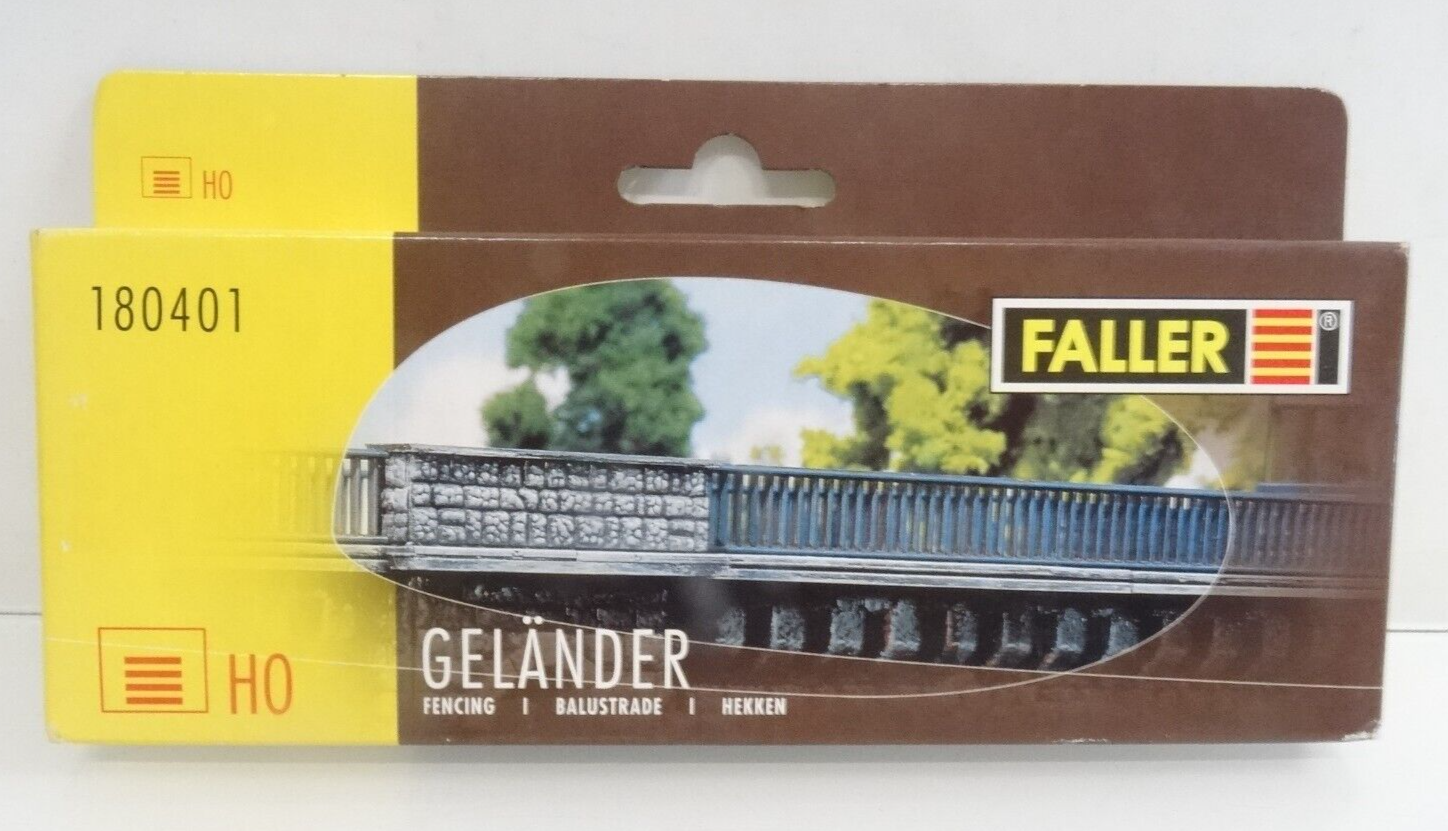 HO
180401
FALLER ®
HO
GELÄNDER
FENCING | BALUSTRADE | HEKKEN